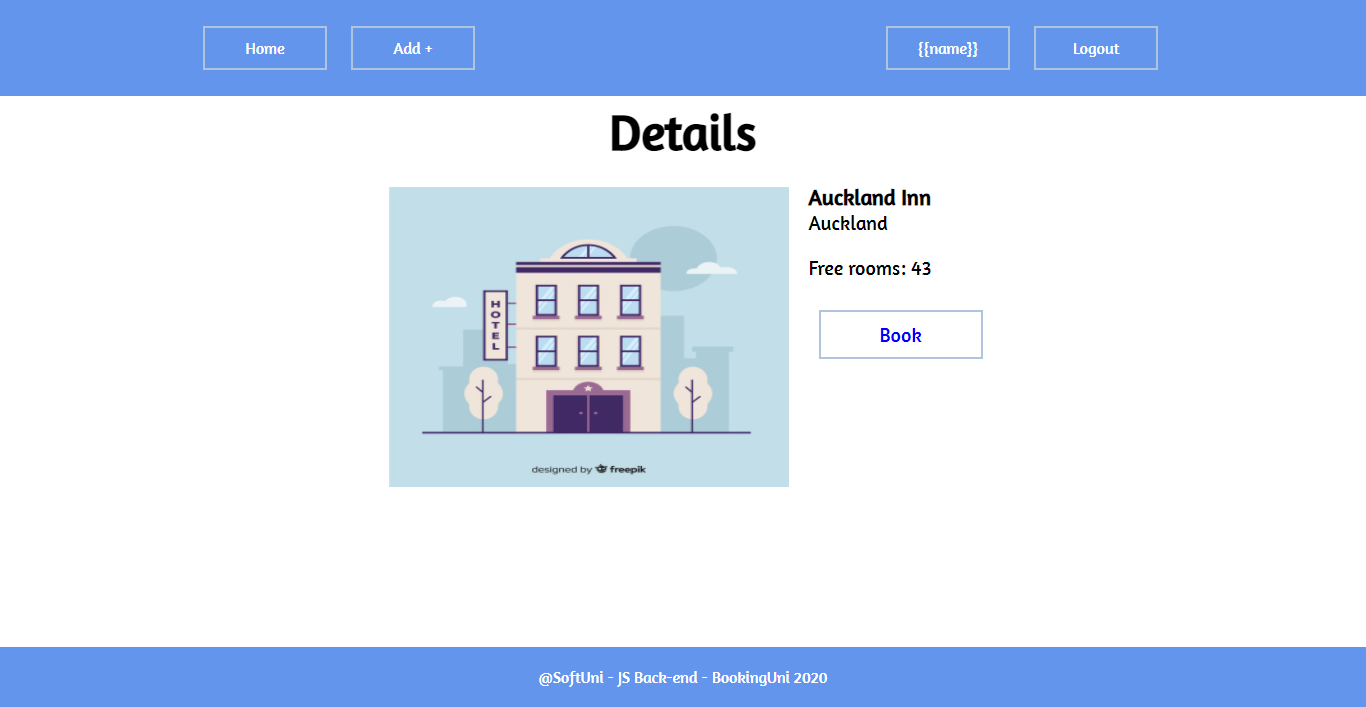 Home
Add +
{{name}}
Logout
Details
Auckland Inn
Auckland
Free rooms: 43
Book
HOTEL
designed by freepik
@SoftUni - JS Back-end - BookingUni 2020